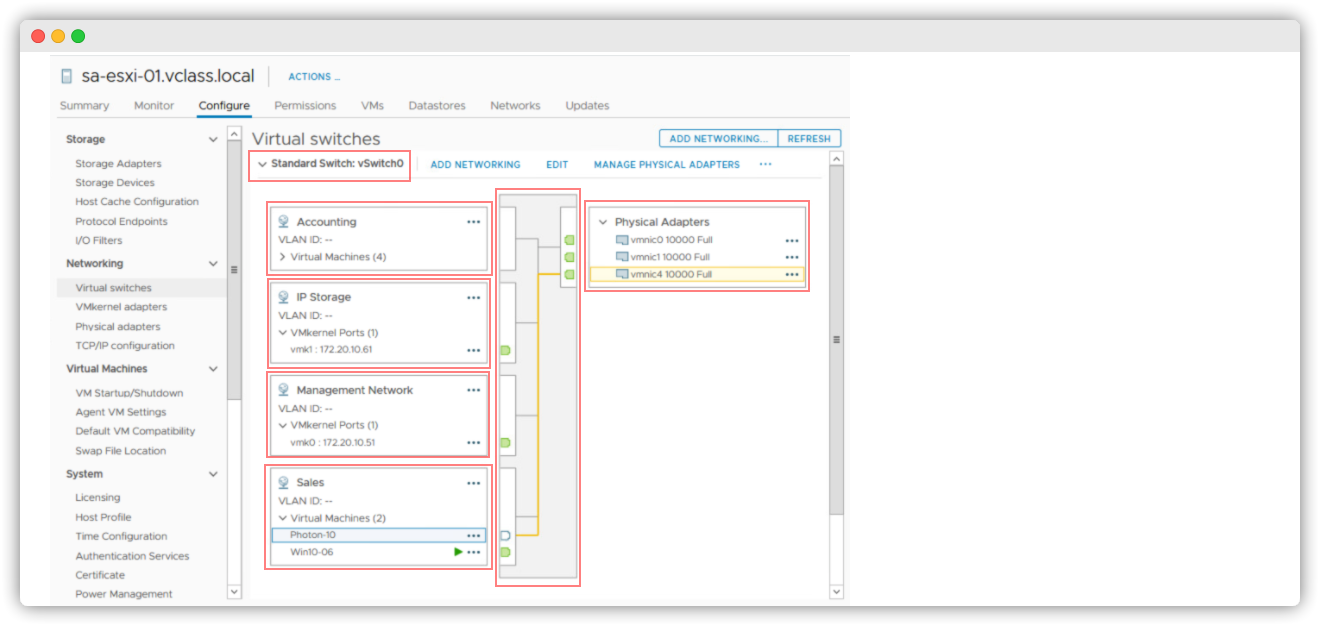 sa-esxi-01.vclass.local
ACTIONS ...
Summary Monitor Configure Permissions VMs Datastores Networks Updates
Storage
Storage Adapters
Storage Devices
Host Cache Configuration
Protocol Endpoints
I/O Filters
Networking
Virtual switches
VMkernel adapters
Physical adapters
TCP/IP configuration
Virtual Machines
VM Startup/Shutdown
Agent VM Settings
Default VM Compatibility
Swap File Location
System
Licensing
Host Profile
Time Configuration
Authentication Services
Certificate
Power Management
Virtual switches
ADD NETWORKING... REFRESH
Standard Switch: vSwitch0 ADD NETWORKING EDIT MANAGE PHYSICAL ADAPTERS ...
Accounting ...
VLAN ID: --
Virtual Machines (4)
IP Storage ...
VLAN ID: --
VMkernel Ports (1)
vmk1 : 172.20.10.61 ...
Management Network ...
VLAN ID: --
VMkernel Ports (1)
vmk0 : 172.20.10.51 ...
Sales ...
VLAN ID: --
Virtual Machines (2)
Photon-10 ...
Win10-06 ...
Physical Adapters
vmnic0 10000 Full ...
vmnic1 10000 Full ...
vmnic4 10000 Full ...